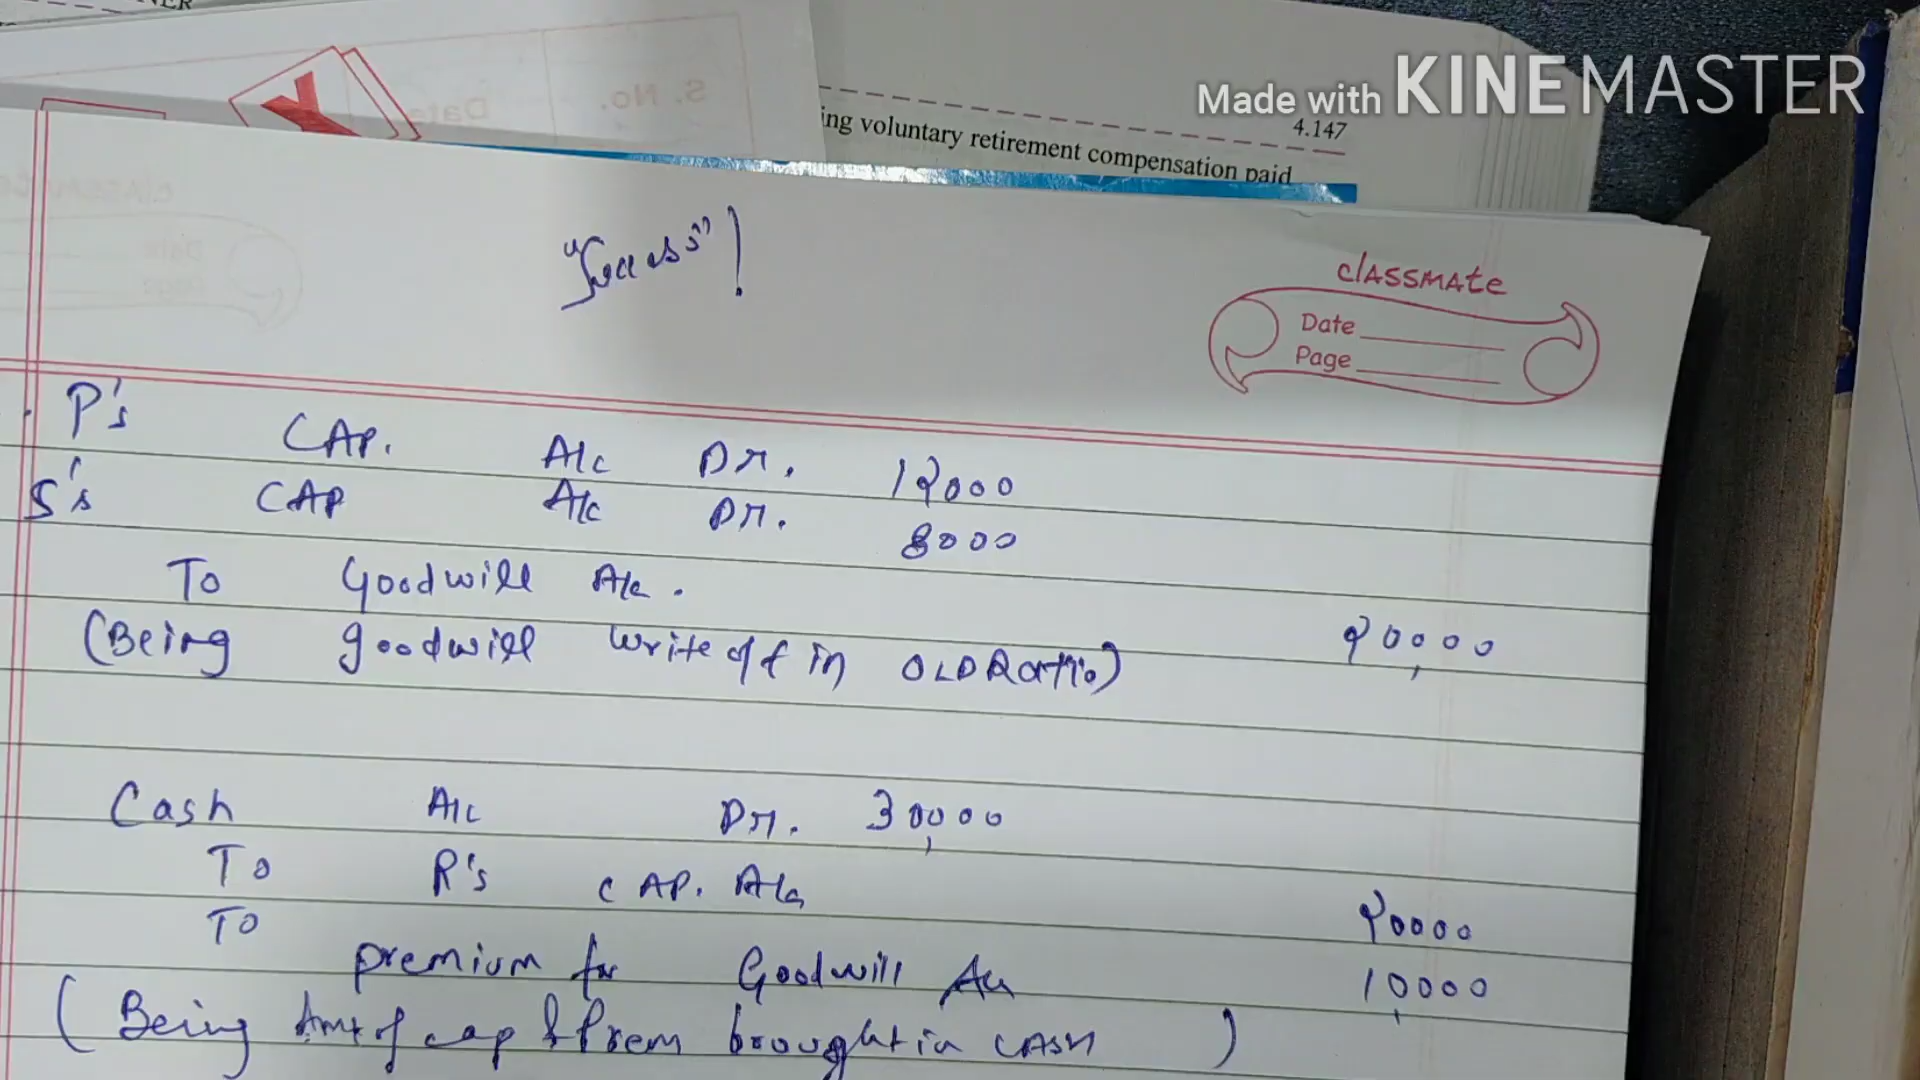 Made with KINEMASTER
4.147
ing voluntary retirement compensation paid
S. No.
Date
"Success" !
classmate
Date
Page
P's CAP. A/c Dr. 12000
S's CAP A/c Dr. 8000
To Goodwill A/c.
20000
(Being goodwill write off in OLD Ratio)
Cash A/c Dr. 30000
To R's CAP. A/c
20000
To premium for Goodwill A/c
10000
(Being Amt of cap & Prem brought in CASH)